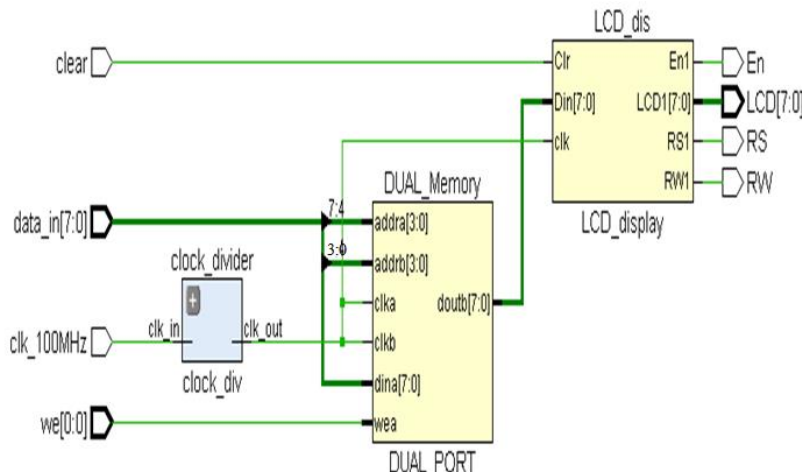 LCD_dis
clear
Clr
En1
En
Din[7:0]
LCD1[7:0]
LCD[7:0]
clk
RS1
RS
RW1
RW
LCD_display
DUAL_Memory
data_in[7:0]
7:4
addra[3:0]
3:0
addrb[3:0]
clock_divider
clka
doutb[7:0]
clk_100MHz
clk_in
clk_out
clkb
clock_div
dina[7:0]
we[0:0]
wea
DUAL_PORT